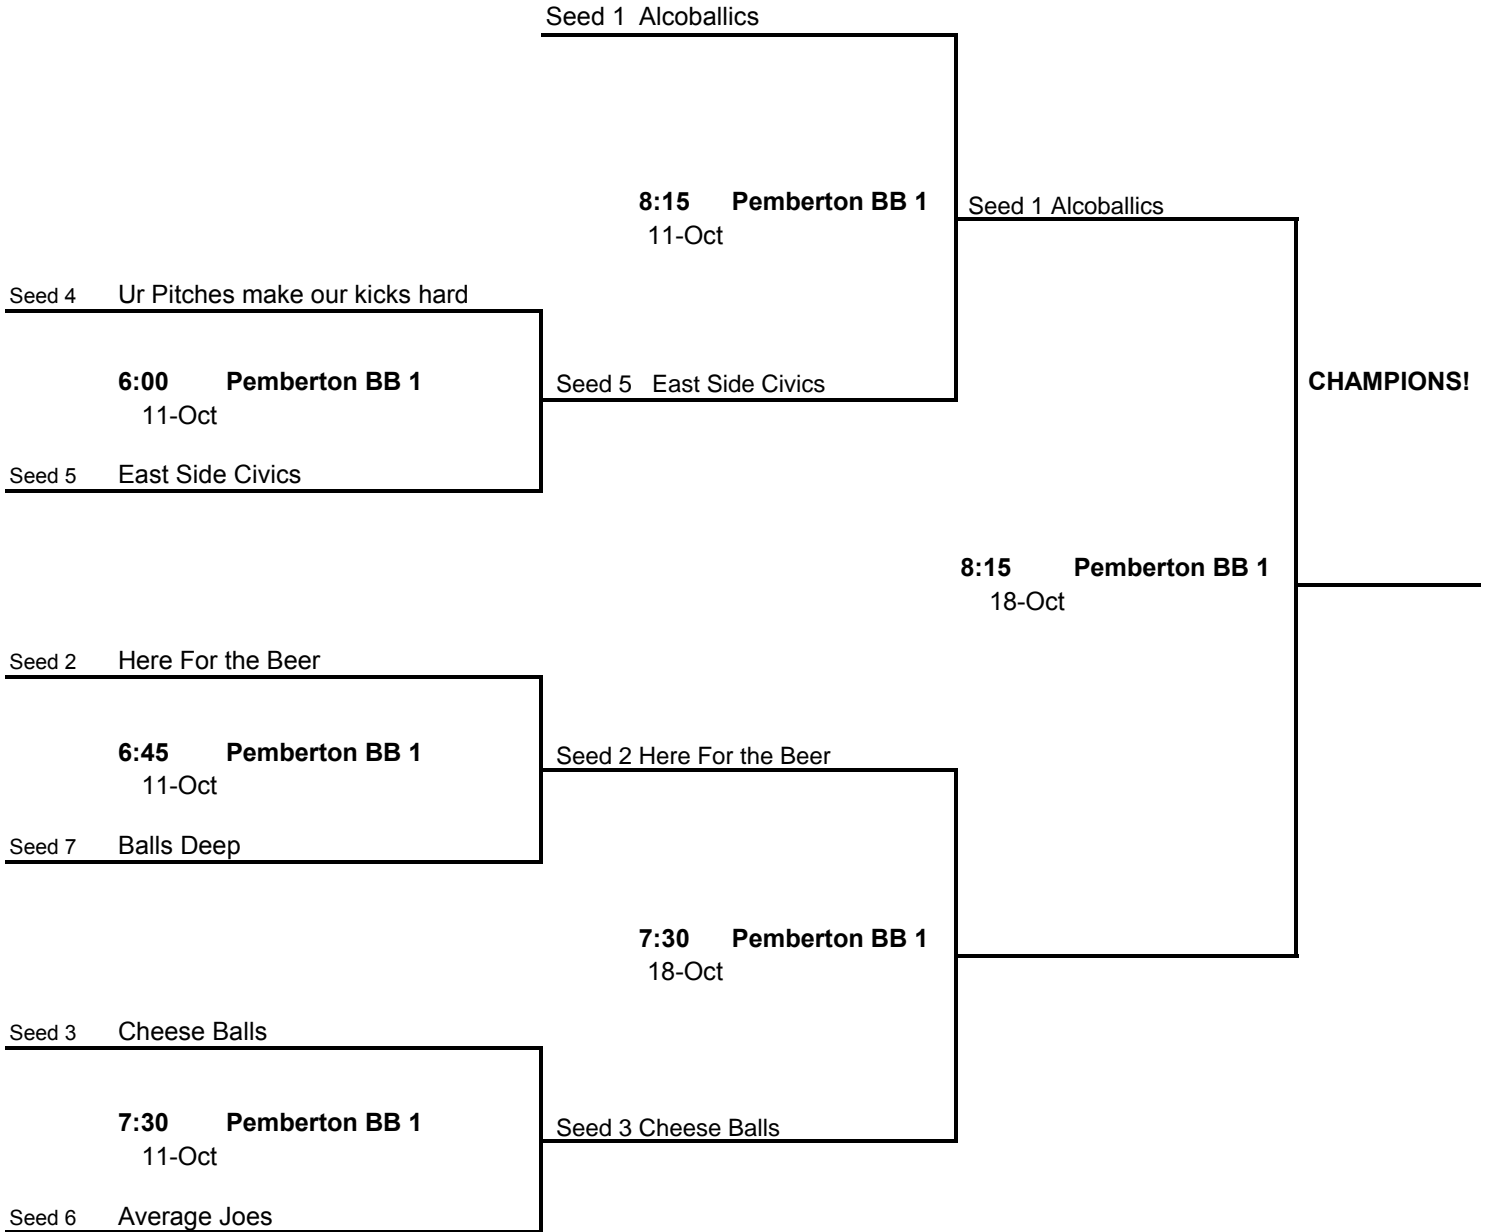 Seed 1 Alcoballics
8:15 Pemberton BB 1
Seed 1 Alcoballics
11-Oct
Seed 4 Ur Pitches make our kicks hard
6:00 Pemberton BB 1
Seed 5 East Side Civics
CHAMPIONS!
11-Oct
Seed 5 East Side Civics
8:15 Pemberton BB 1
18-Oct
Seed 2 Here For the Beer
6:45 Pemberton BB 1
Seed 2 Here For the Beer
11-Oct
Seed 7 Balls Deep
7:30 Pemberton BB 1
18-Oct
Seed 3 Cheese Balls
7:30 Pemberton BB 1
Seed 3 Cheese Balls
11-Oct
Seed 6 Average Joes